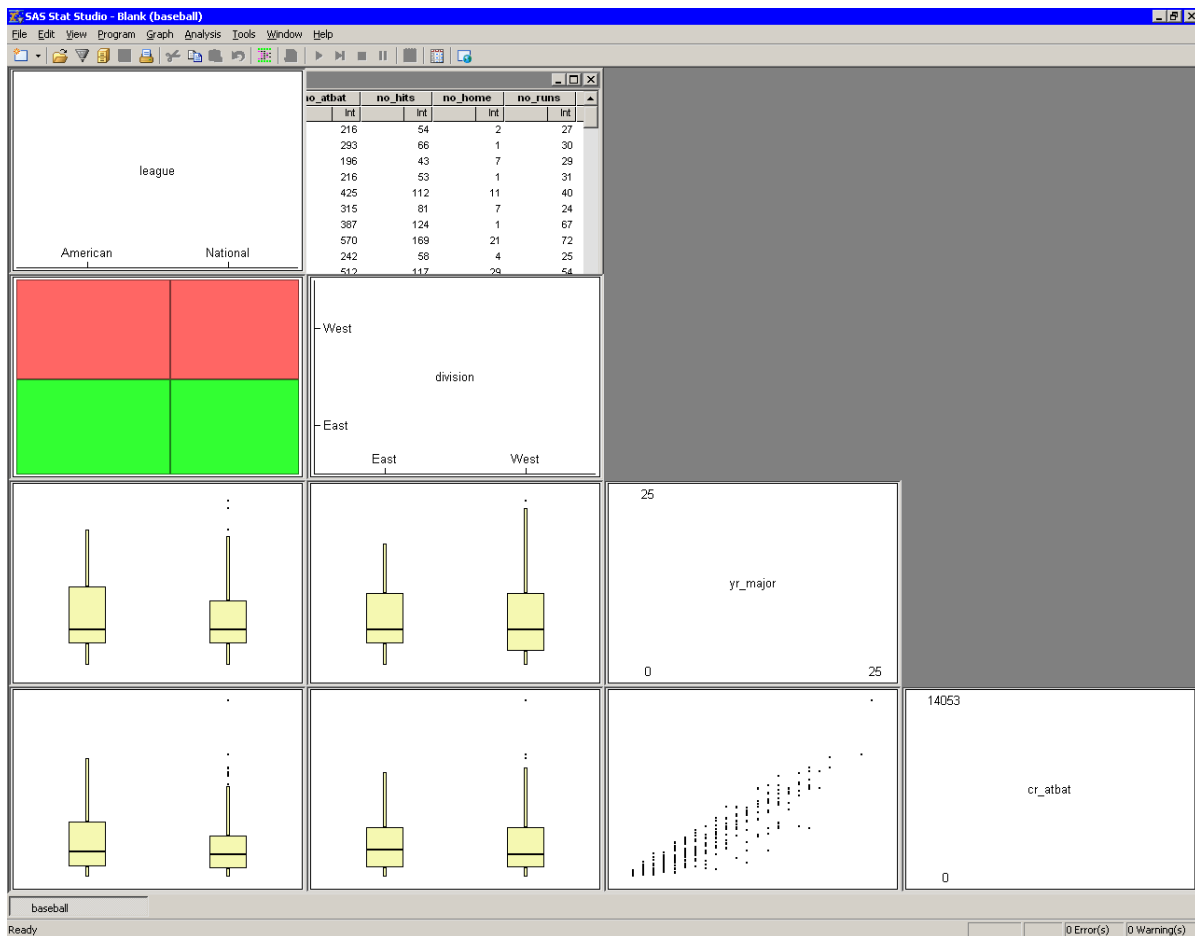 SAS Stat Studio - Blank (baseball)
File Edit View Program Graph Analysis Tools Window Help
league
American National
no_hits no_home no_runs
Int Int Int Int
216 54 2 27
293 66 1 30
196 43 7 29
216 53 1 31
425 112 11 40
315 81 7 24
387 124 1 67
570 169 21 72
242 58 4 25
512 117 29 54
West
division
East
East West
25
yr_major
0 25
14053
cr_atbat
0
baseball
Ready 0 Error(s) 0 Warning(s)